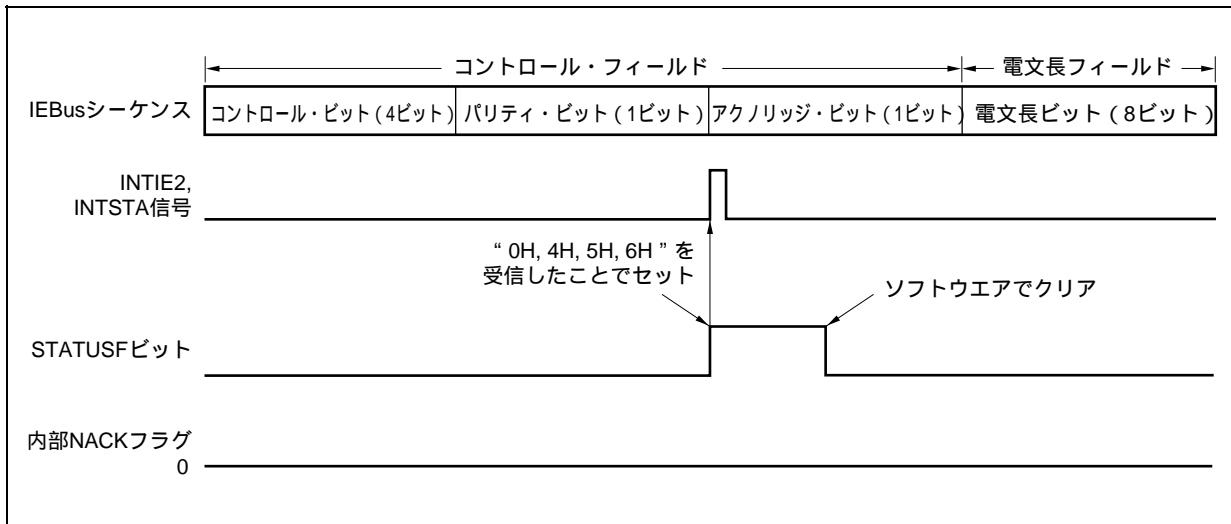 コントロール・フィールド
電文長フィールド
IEBusシーケンス
コントロール・ビット（4ビット）
パリティ・ビット（1ビット）
アクノリッジ・ビット（1ビット）
電文長ビット（8ビット）
INTIE2,
INTSTA信号
“0H, 4H, 5H, 6H”を
受信したことでセット
ソフトウエアでクリア
STATUSFビット
内部NACKフラグ
0